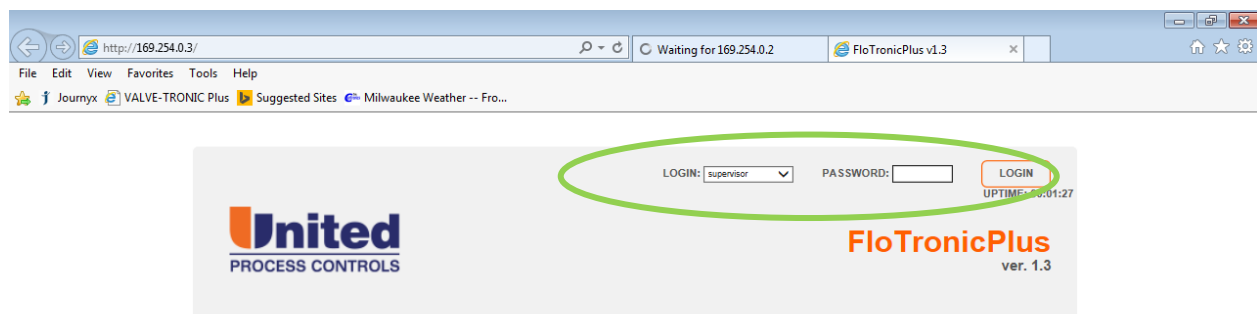 http://169.254.0.3/
Waiting for 169.254.0.2
FloTronicPlus v1.3
File Edit View Favorites Tools Help
Journyx VALVE-TRONIC Plus Suggested Sites Milwaukee Weather -- Fro...
LOGIN: supervisor PASSWORD: LOGIN
UPTIME: 00:01:27
United
PROCESS CONTROLS
FloTronicPlus
ver. 1.3